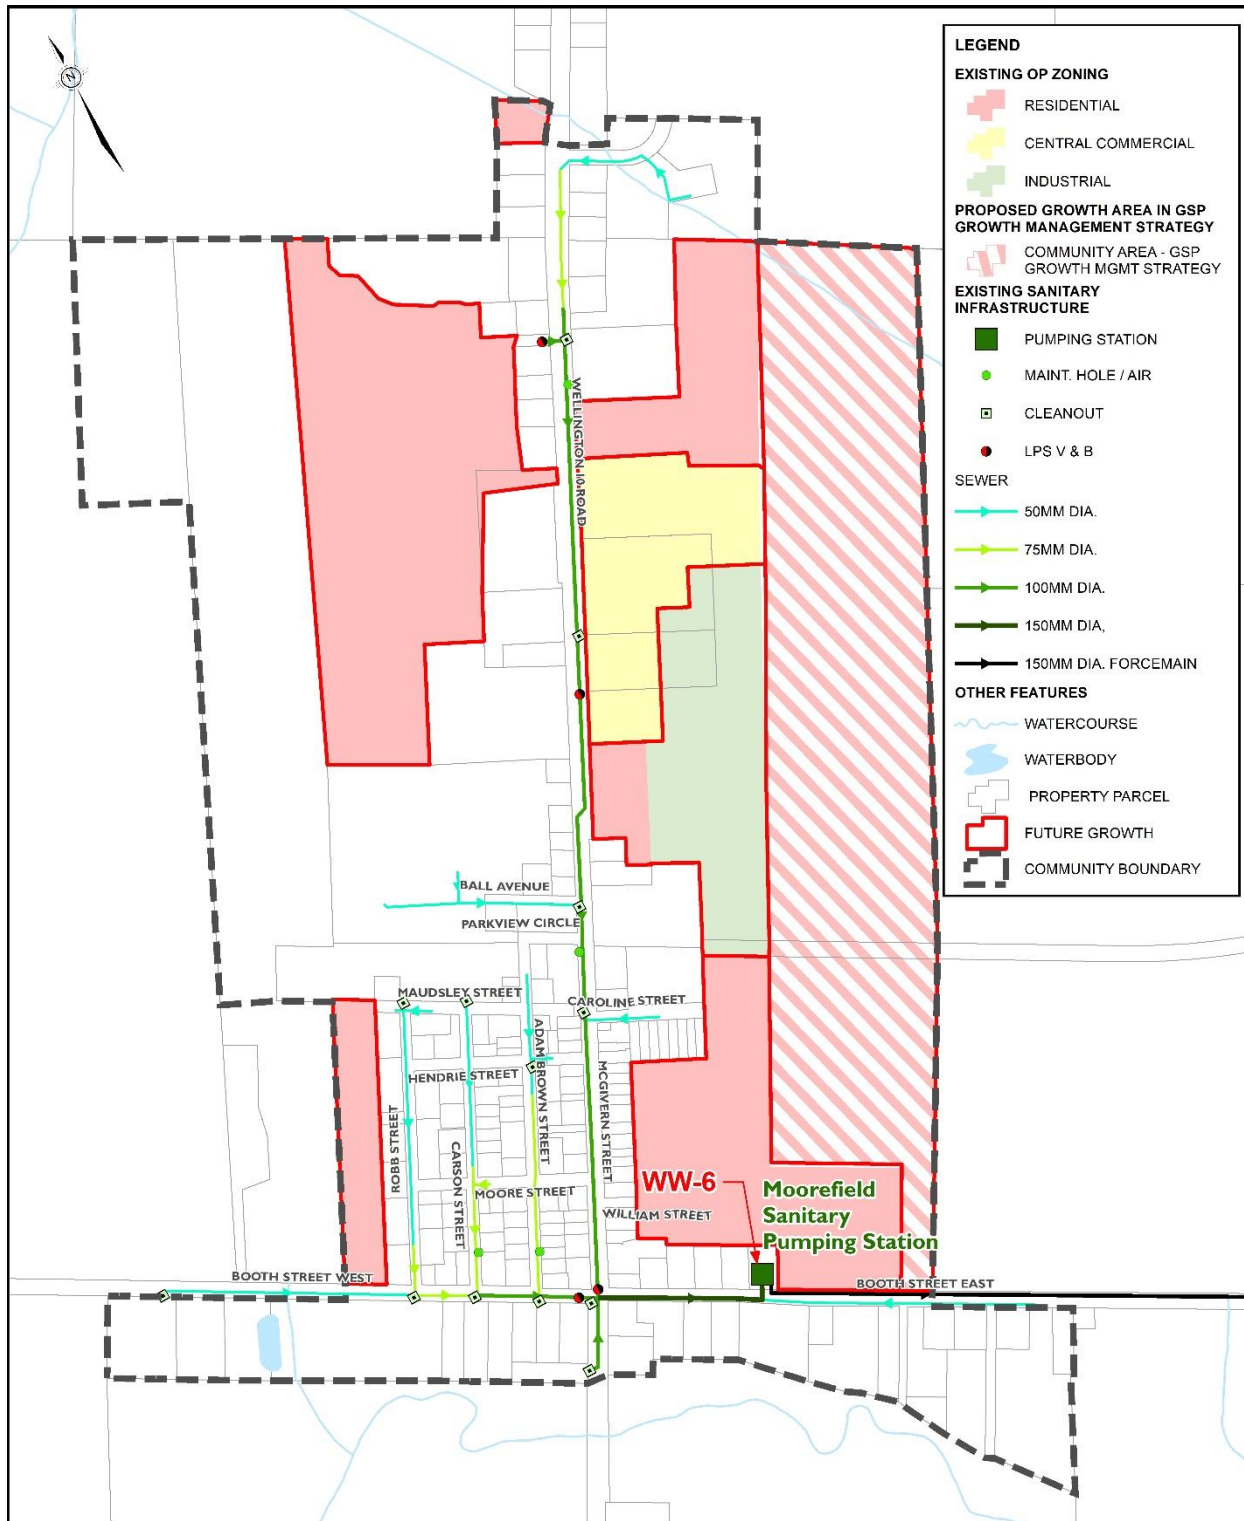 N
LEGEND
EXISTING OP ZONING
RESIDENTIAL
CENTRAL COMMERCIAL
INDUSTRIAL
PROPOSED GROWTH AREA IN GSP
GROWTH MANAGEMENT STRATEGY
COMMUNITY AREA - GSP
GROWTH MGMT STRATEGY
EXISTING SANITARY
INFRASTRUCTURE
PUMPING STATION
MAINT. HOLE / AIR
CLEANOUT
LPS V & B
SEWER
50MM DIA.
75MM DIA.
100MM DIA.
150MM DIA,
150MM DIA. FORCEMAIN
OTHER FEATURES
WATERCOURSE
WATERBODY
PROPERTY PARCEL
FUTURE GROWTH
COMMUNITY BOUNDARY
WELLINGTON 10 ROAD
BALL AVENUE
PARKVIEW CIRCLE
MAUDSLEY STREET
CAROLINE STREET
HENDRIE STREET
ADAM BROWN STREET
MCGIVERN STREET
ROBB STREET
CARSON STREET
MOORE STREET
WILLIAM STREET
WW-6
Moorefield
Sanitary
Pumping Station
BOOTH STREET WEST
BOOTH STREET EAST